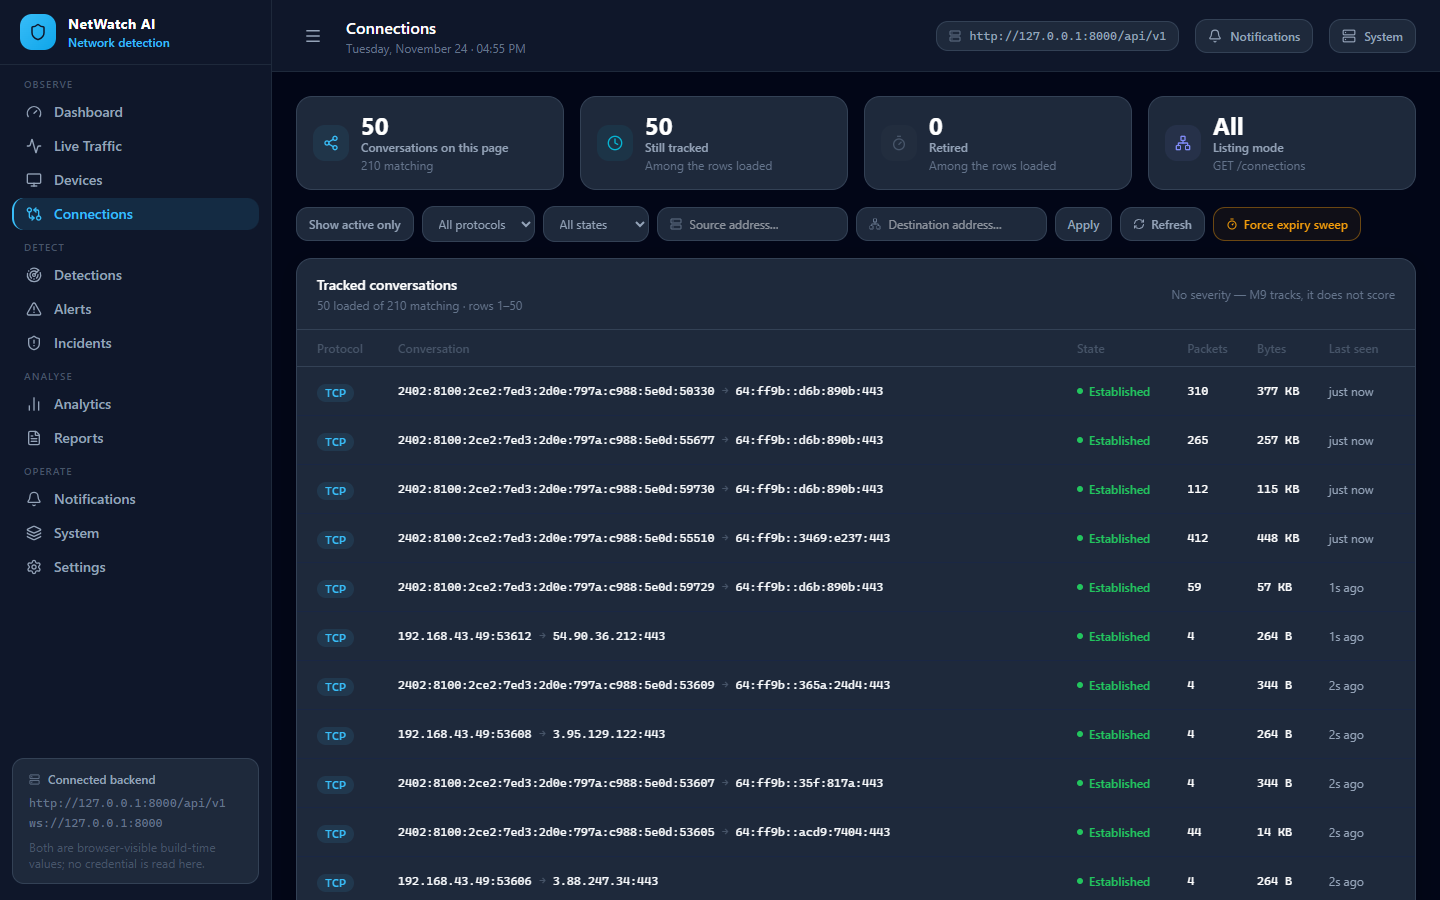 NetWatch AI
Network detection
OBSERVE
Dashboard
Live Traffic
Devices
Connections
DETECT
Detections
Alerts
Incidents
ANALYSE
Analytics
Reports
OPERATE
Notifications
System
Settings
Connected backend
http://127.0.0.1:8000/api/v1
ws://127.0.0.1:8000
Both are browser-visible build-time
values; no credential is read here.
Connections
Tuesday, November 24 · 04:55 PM
http://127.0.0.1:8000/api/v1
Notifications
System
50
Conversations on this page
210 matching
50
Still tracked
Among the rows loaded
0
Retired
Among the rows loaded
All
Listing mode
GET /connections
Show active only
All protocols
All states
Source address...
Destination address...
Apply
Refresh
Force expiry sweep
Tracked conversations
50 loaded of 210 matching · rows 1–50
No severity — M9 tracks, it does not score
Protocol Conversation State Packets Bytes Last seen
TCP 2402:8100:2ce2:7ed3:2d0e:797a:c988:5e0d:50330 → 64:ff9b::d6b:890b:443 Established 310 377 KB just now
TCP 2402:8100:2ce2:7ed3:2d0e:797a:c988:5e0d:55677 → 64:ff9b::d6b:890b:443 Established 265 257 KB just now
TCP 2402:8100:2ce2:7ed3:2d0e:797a:c988:5e0d:59730 → 64:ff9b::d6b:890b:443 Established 112 115 KB just now
TCP 2402:8100:2ce2:7ed3:2d0e:797a:c988:5e0d:55510 → 64:ff9b::3469:e237:443 Established 412 448 KB just now
TCP 2402:8100:2ce2:7ed3:2d0e:797a:c988:5e0d:59729 → 64:ff9b::d6b:890b:443 Established 59 57 KB 1s ago
TCP 192.168.43.49:53612 → 54.90.36.212:443 Established 4 264 B 1s ago
TCP 2402:8100:2ce2:7ed3:2d0e:797a:c988:5e0d:53609 → 64:ff9b::365a:24d4:443 Established 4 344 B 2s ago
TCP 192.168.43.49:53608 → 3.95.129.122:443 Established 4 264 B 2s ago
TCP 2402:8100:2ce2:7ed3:2d0e:797a:c988:5e0d:53607 → 64:ff9b::35f:817a:443 Established 4 344 B 2s ago
TCP 2402:8100:2ce2:7ed3:2d0e:797a:c988:5e0d:53605 → 64:ff9b::acd9:7404:443 Established 44 14 KB 2s ago
TCP 192.168.43.49:53606 → 3.88.247.34:443 Established 4 264 B 2s ago